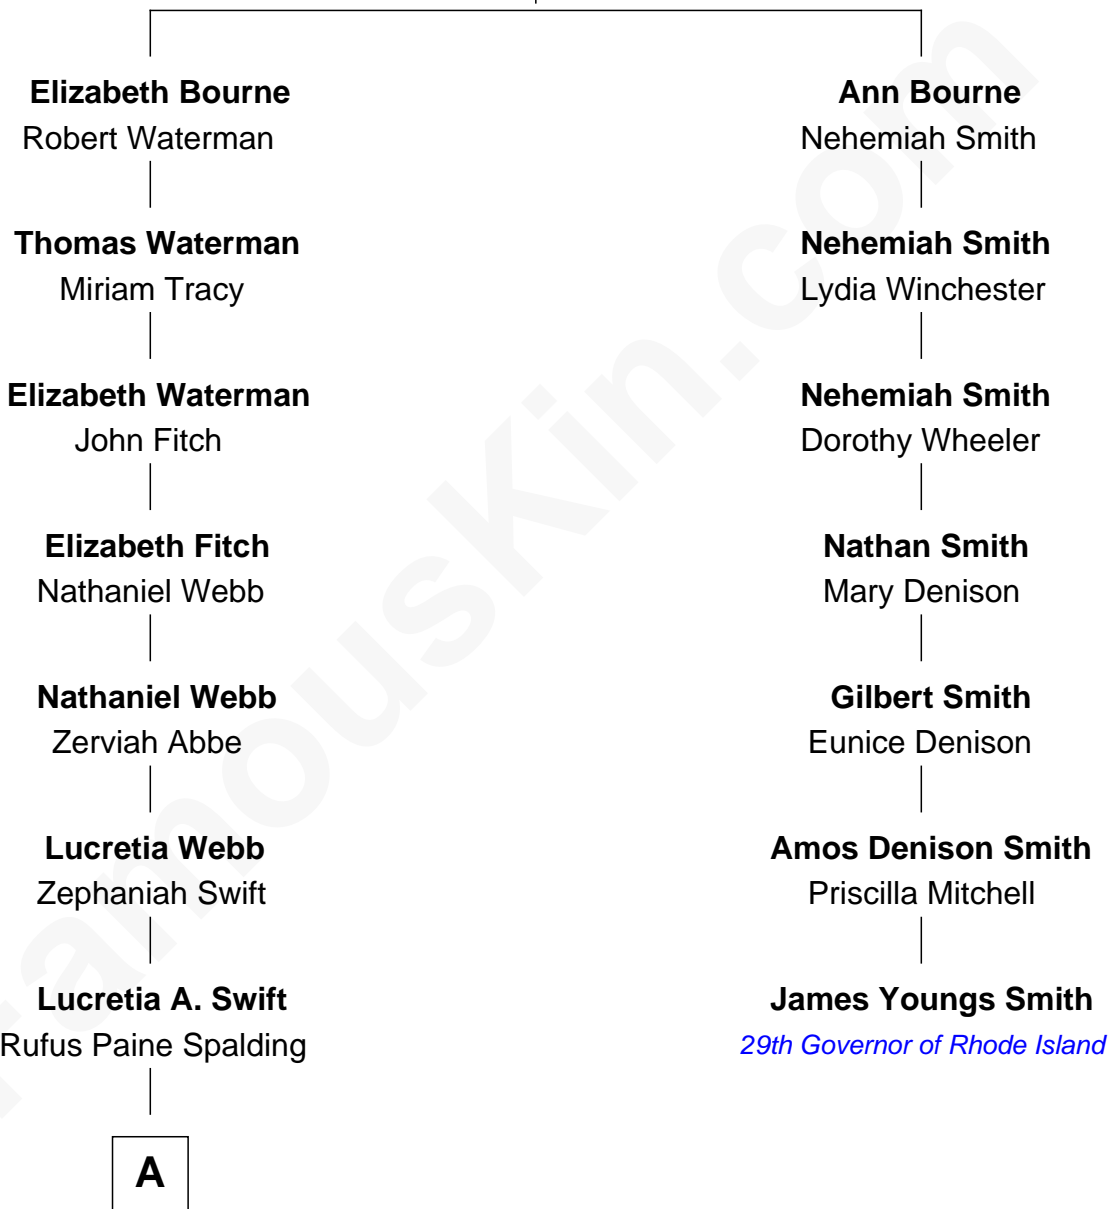 Elizabeth Bourne
Robert Waterman
Ann Bourne
Nehemiah Smith
Thomas Waterman
Miriam Tracy
Nehemiah Smith
Lydia Winchester
Elizabeth Waterman
John Fitch
Nehemiah Smith
Dorothy Wheeler
Elizabeth Fitch
Nathaniel Webb
Nathan Smith
Mary Denison
Nathaniel Webb
Zerviah Abbe
Gilbert Smith
Eunice Denison
Lucretia Webb
Zephaniah Swift
Amos Denison Smith
Priscilla Mitchell
Lucretia A. Swift
Rufus Paine Spalding
James Youngs Smith
29th Governor of Rhode Island
A
FamousKin.com